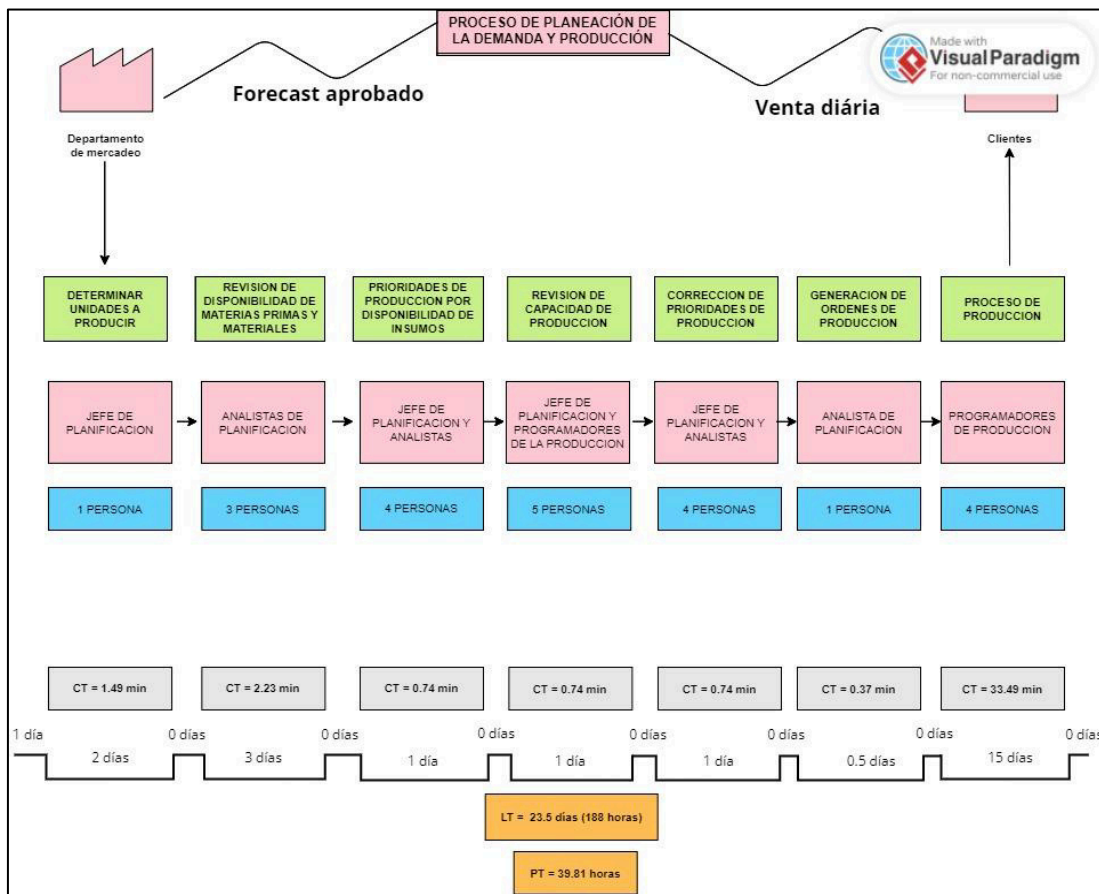 PROCESO DE PLANEACIÓN DE
LA DEMANDA Y PRODUCCIÓN
Made with
VisualParadigm
For non-commercial use
Forecast aprobado
Venta diária
Departamento
de mercadeo
Clientes
DETERMINAR
UNIDADES A
PRODUCIR
REVISION DE
DISPONIBILIDAD DE
MATERIAS PRIMAS Y
MATERIALES
PRIORIDADES DE
PRODUCCION POR
DISPONIBILIDAD DE
INSUMOS
REVISION DE
CAPACIDAD DE
PRODUCCION
CORRECCION DE
PRIORIDADES DE
PRODUCCION
GENERACION DE
ORDENES DE
PRODUCCION
PROCESO DE
PRODUCCION
JEFE DE
PLANIFICACION
ANALISTAS DE
PLANIFICACION
JEFE DE
PLANIFICACION Y
ANALISTAS
JEFE DE
PLANIFICACION Y
PROGRAMADORES
DE LA PRODUCCION
JEFE DE
PLANIFICACION Y
ANALISTAS
ANALISTA DE
PLANIFICACION
PROGRAMADORES
DE PRODUCCION
1 PERSONA
3 PERSONAS
4 PERSONAS
5 PERSONAS
4 PERSONAS
1 PERSONA
4 PERSONAS
CT = 1.49 min
CT = 2.23 min
CT = 0.74 min
CT = 0.74 min
CT = 0.74 min
CT = 0.37 min
CT = 33.49 min
1 día
0 días
0 días
0 días
0 días
0 días
0 días
0 días
2 días
3 días
1 día
1 día
1 día
0.5 días
15 días
LT = 23.5 días (188 horas)
PT = 39.81 horas